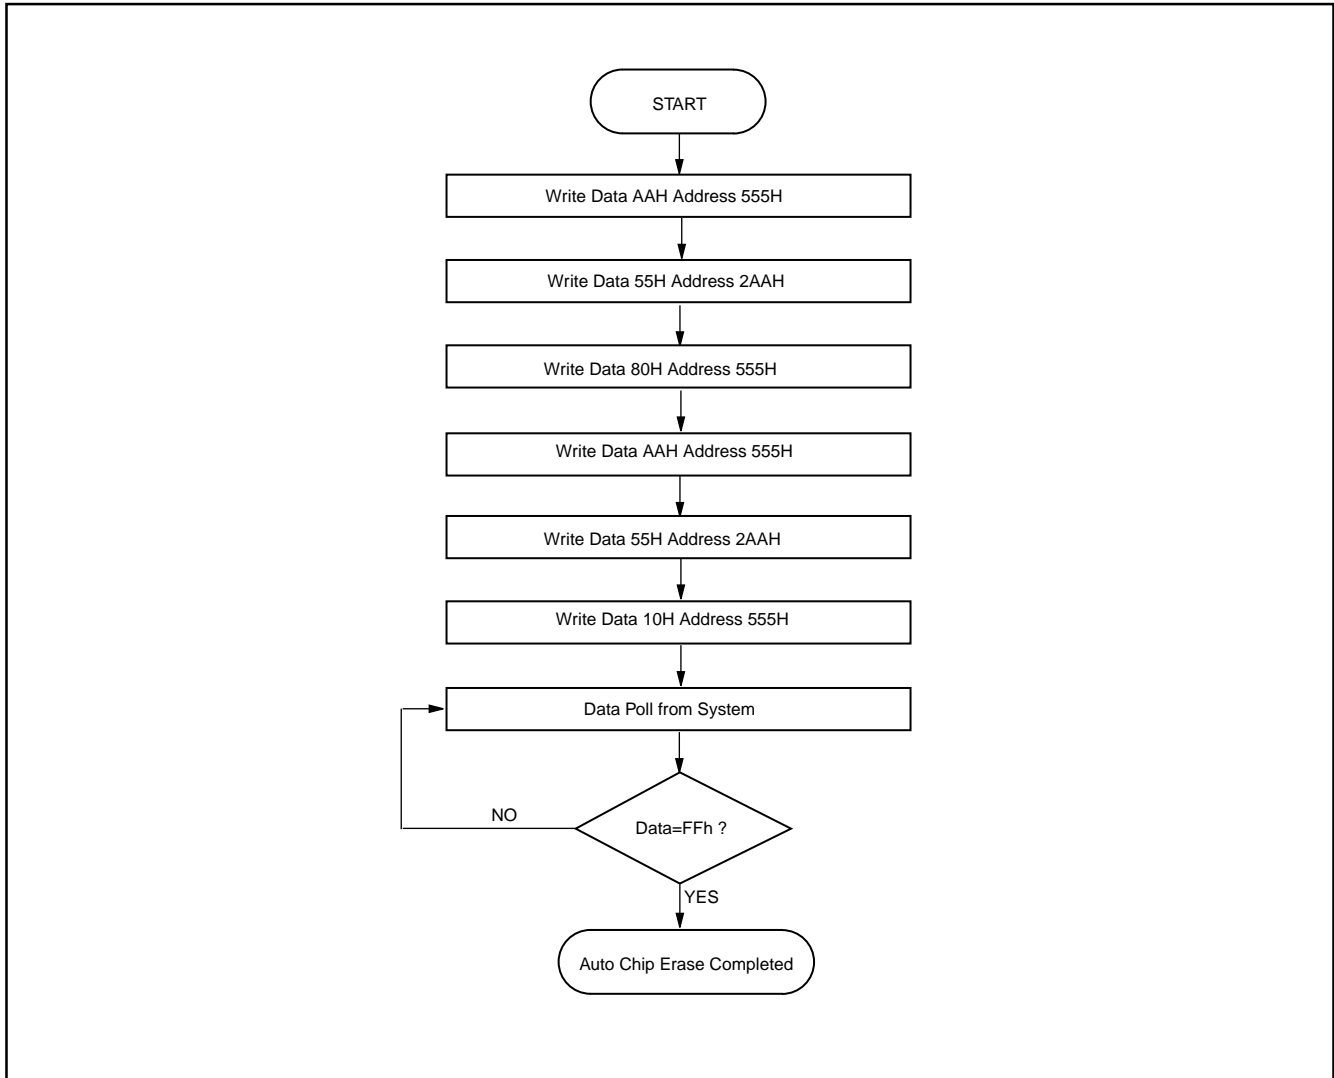 START
Write Data AAH Address 555H
Write Data 55H Address 2AAH
Write Data 80H Address 555H
Write Data AAH Address 555H
Write Data 55H Address 2AAH
Write Data 10H Address 555H
Data Poll from System
NO
Data=FFh ?
YES
Auto Chip Erase Completed